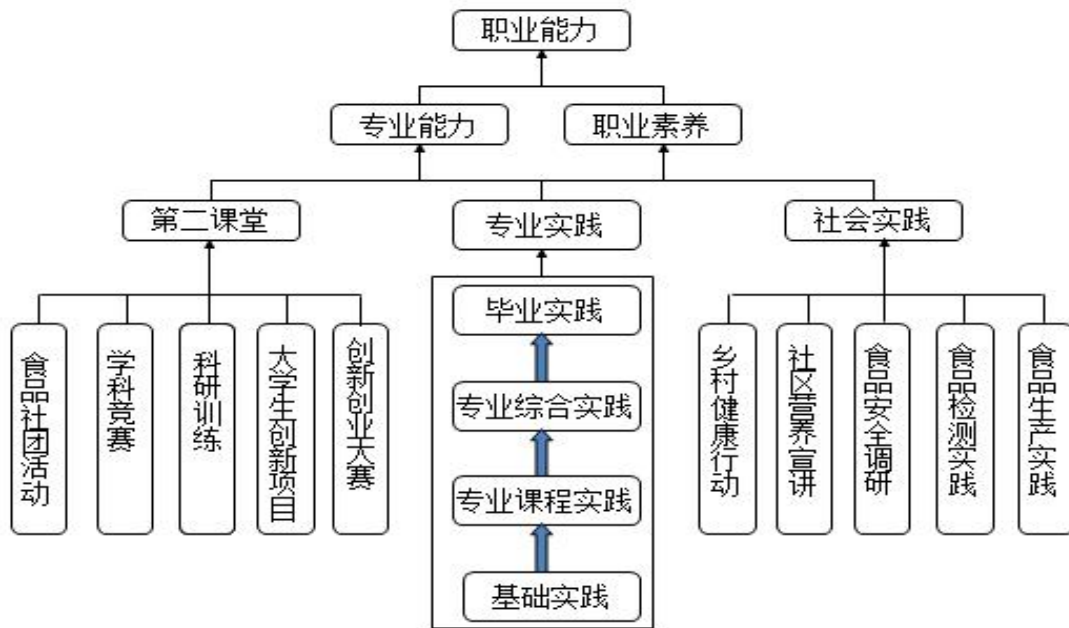 职业能力
专业能力
职业素养
第二课堂
专业实践
社会实践
毕业实践
专业综合实践
专业课程实践
基础实践
食品社团活动
学科竞赛
科研训练
大学生创新项目
创新创业大赛
乡村健康行动
社区营养宣讲
食品安全调研
食品检测实践
食品生产实践